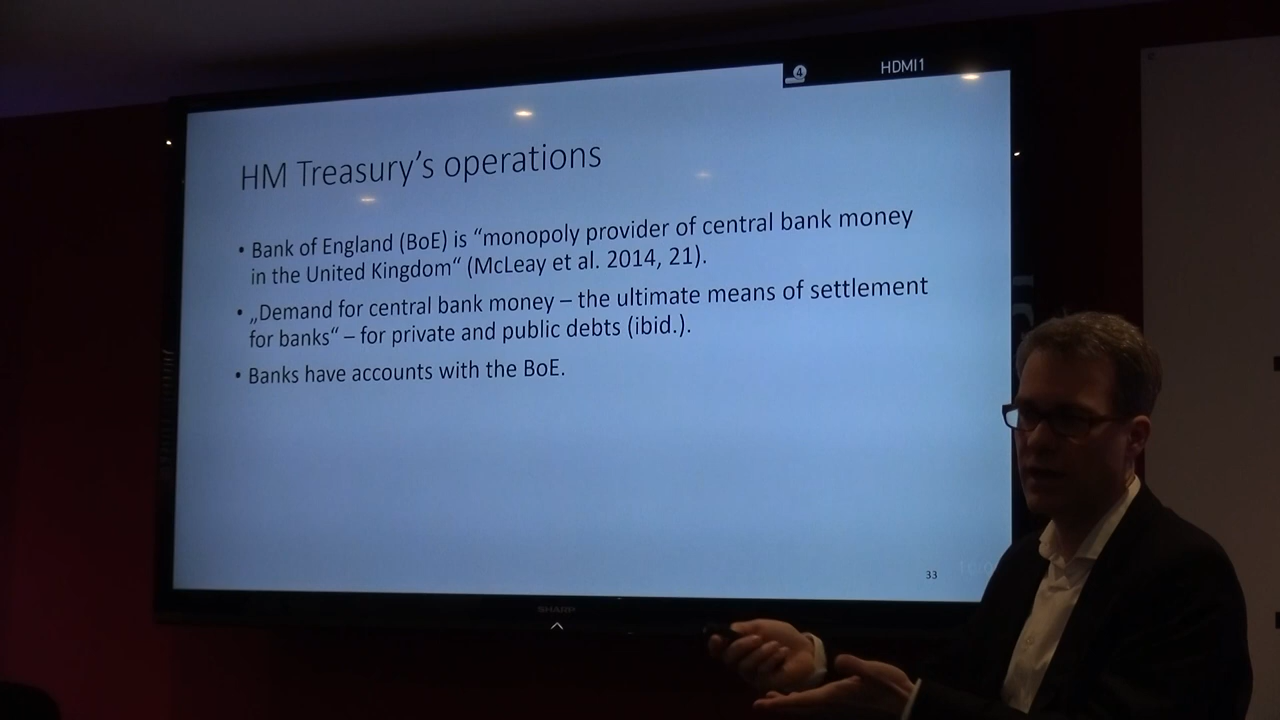 4
HDMI1
HM Treasury's operations
• Bank of England (BoE) is “monopoly provider of central bank money
in the United Kingdom“ (McLeay et al. 2014, 21).
• „Demand for central bank money – the ultimate means of settlement
for banks“ – for private and public debts (ibid.).
• Banks have accounts with the BoE.
33
SHARP